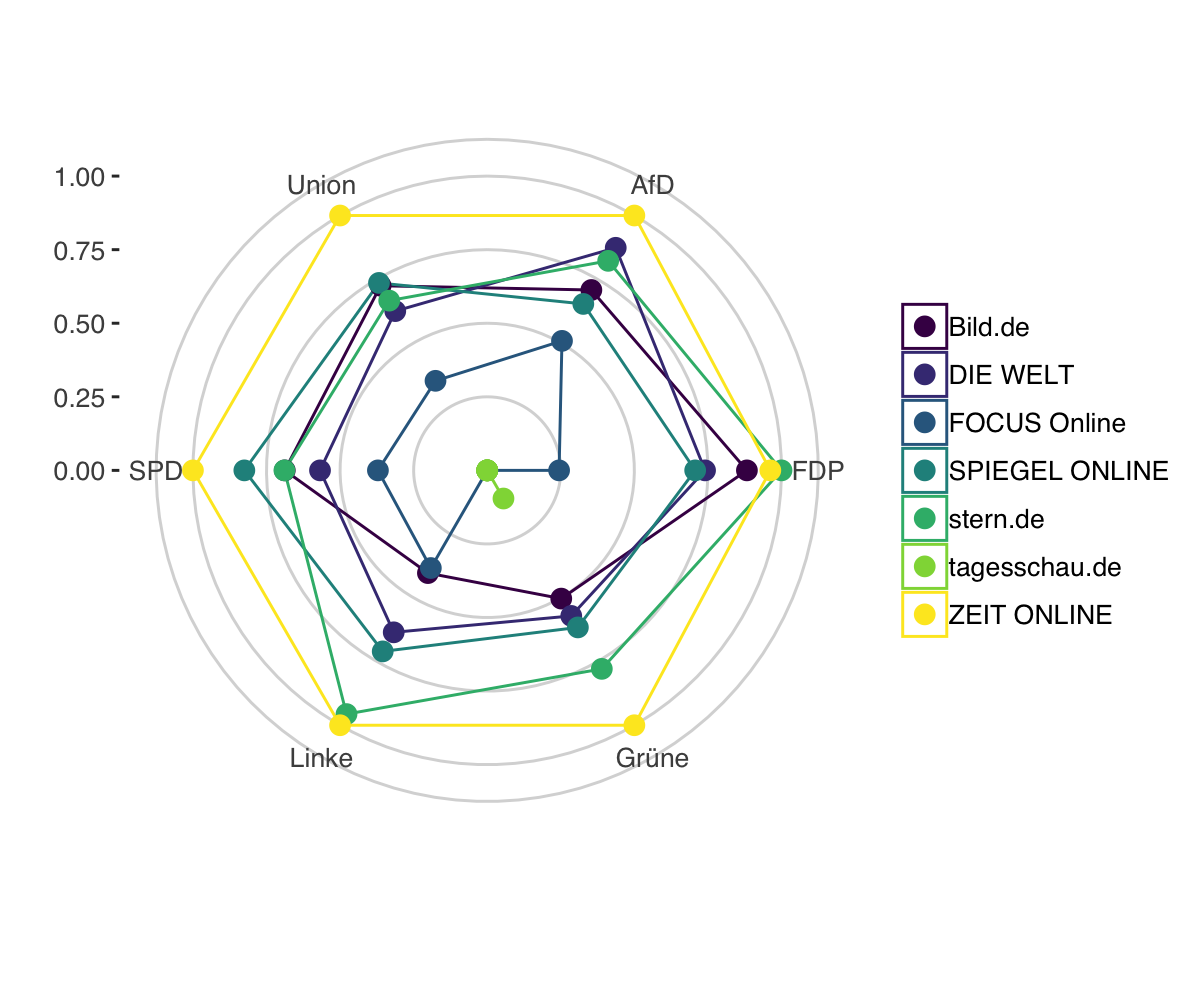 1.00
0.75
0.50
0.25
0.00
Union
AfD
SPD
FDP
Linke
Grüne
Bild.de
DIE WELT
FOCUS Online
SPIEGEL ONLINE
stern.de
tagesschau.de
ZEIT ONLINE